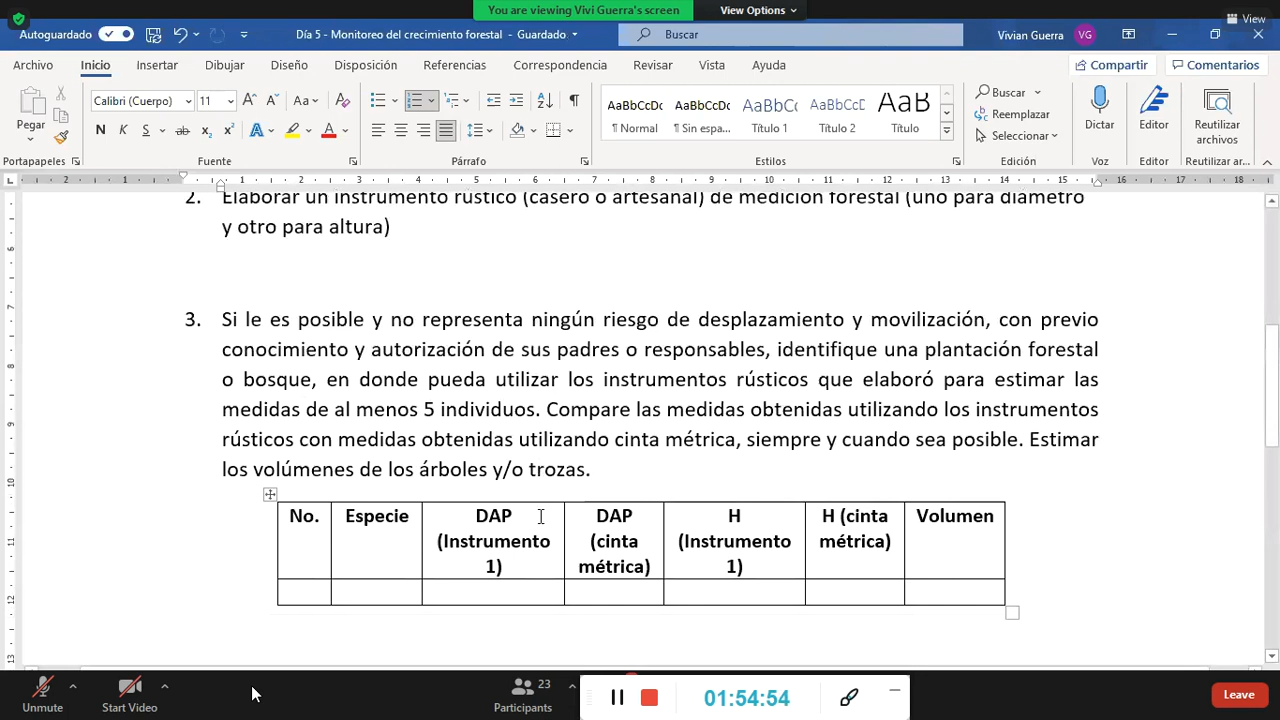 You are viewing Vivi Guerra's screen
View Options
View
Autoguardado
Día 5 - Monitoreo del crecimiento forestal - Guardado
Buscar
Vivian Guerra
VG
Archivo Inicio Insertar Dibujar Diseño Disposición Referencias Correspondencia Revisar Vista Ayuda
Compartir
Comentarios
Pegar
Calibri (Cuerpo)
11
AaBbCcDc
AaBbCcDc
AaBbCcD
AaBbCcD
AaB
¶ Normal
¶ Sin espa...
Título 1
Título 2
Título
Buscar
Reemplazar
Seleccionar
Dictar
Editor
Reutilizar
archivos
Portapapeles
Fuente
Párrafo
Estilos
Edición
Voz
Editor
Reutilizar ar...
2. Elaborar un instrumento rústico (casero o artesanal) de medición forestal (uno para diámetro
y otro para altura)
3. Si le es posible y no representa ningún riesgo de desplazamiento y movilización, con previo
conocimiento y autorización de sus padres o responsables, identifique una plantación forestal
o bosque, en donde pueda utilizar los instrumentos rústicos que elaboró para estimar las
medidas de al menos 5 individuos. Compare las medidas obtenidas utilizando los instrumentos
rústicos con medidas obtenidas utilizando cinta métrica, siempre y cuando sea posible. Estimar
los volúmenes de los árboles y/o trozas.
No.
Especie
DAP
(Instrumento
1)
DAP
(cinta
métrica)
H
(Instrumento
1)
H (cinta
métrica)
Volumen
Unmute
Start Video
23
Participants
01:54:54
Leave